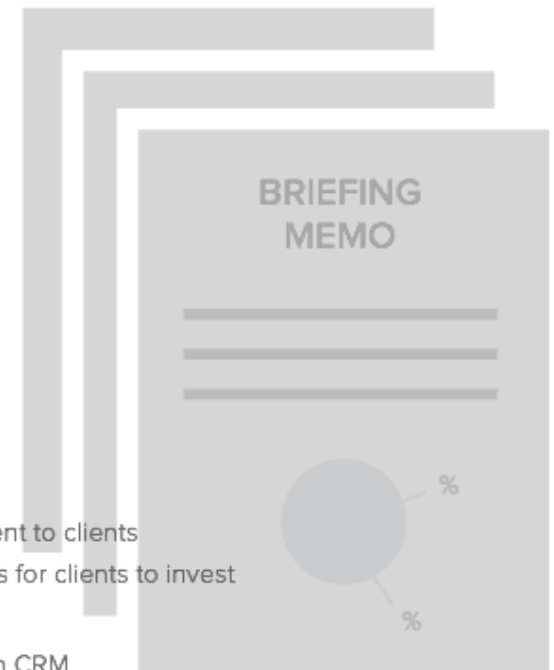 BRIEFING
MEMO
%
ent to clients
s for clients to invest
%
n CRM